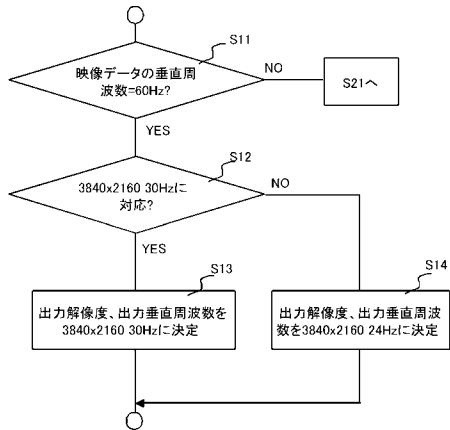 S11
映像データの垂直周
波数=60Hz?
NO
S21へ
YES
S12
3840x2160 30Hzに
対応?
NO
YES
S13
S14
出力解像度、出力垂直周波数を
3840x2160 30Hzに決定
出力解像度、出力垂直周波
数を3840x2160 24Hzに決定